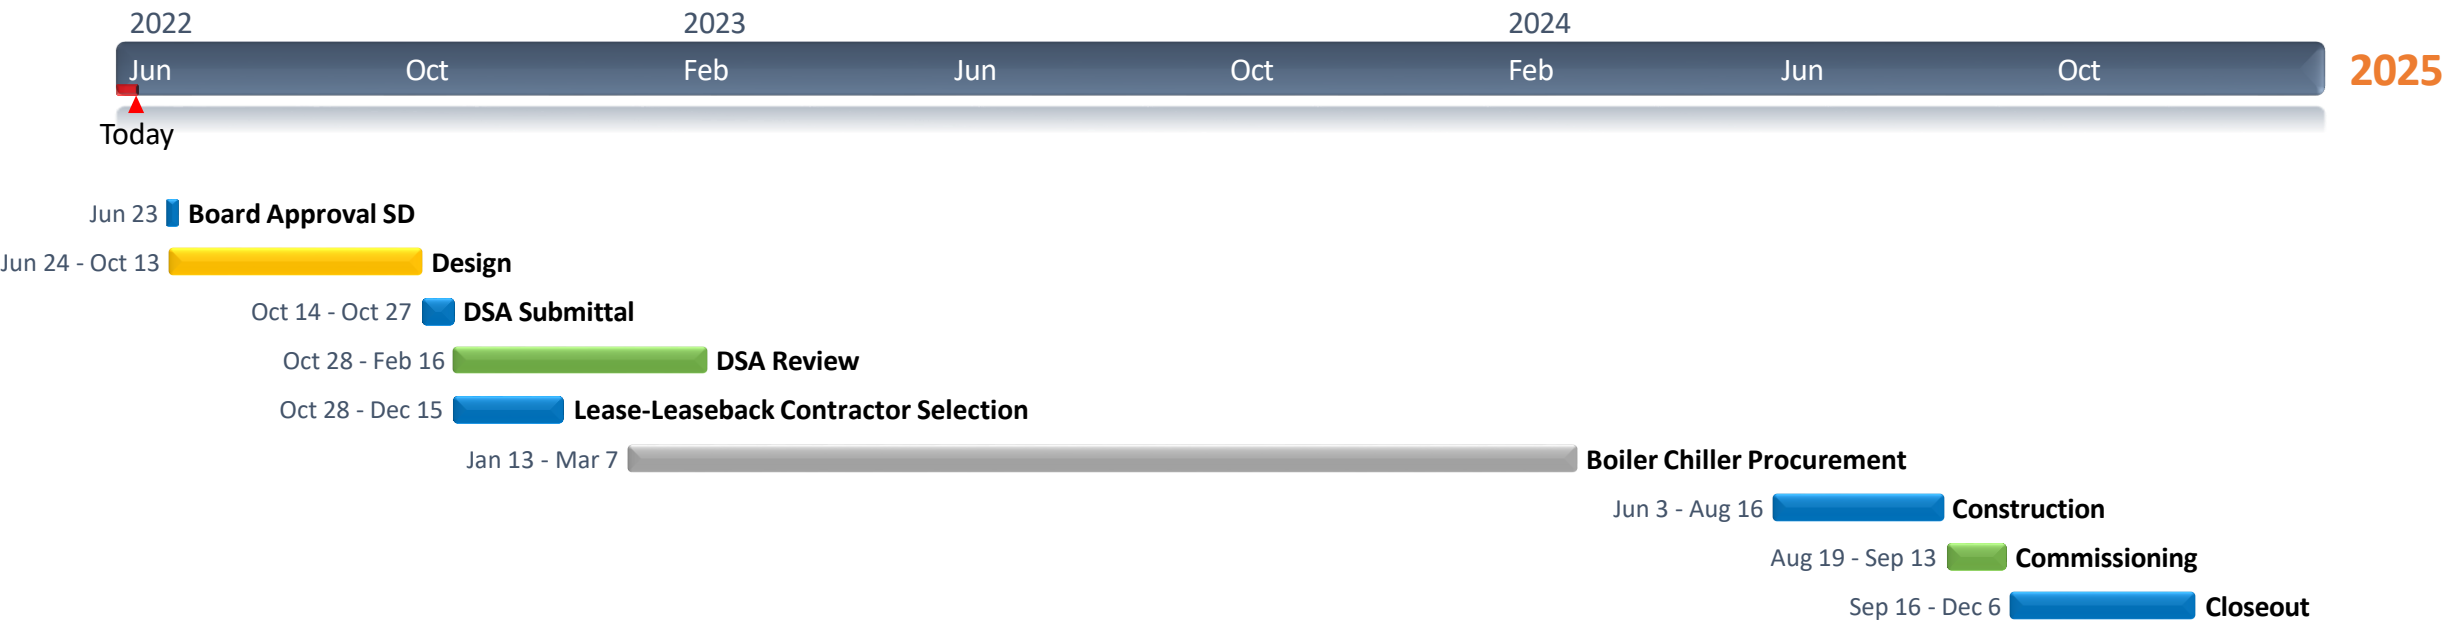 2022 2023 2024
Jun Oct Feb Jun Oct Feb Jun Oct 2025
Today
Jun 23 Board Approval SD
Jun 24 - Oct 13 Design
Oct 14 - Oct 27 DSA Submittal
Oct 28 - Feb 16 DSA Review
Oct 28 - Dec 15 Lease-Leaseback Contractor Selection
Jan 13 - Mar 7 Boiler Chiller Procurement
Jun 3 - Aug 16 Construction
Aug 19 - Sep 13 Commissioning
Sep 16 - Dec 6 Closeout